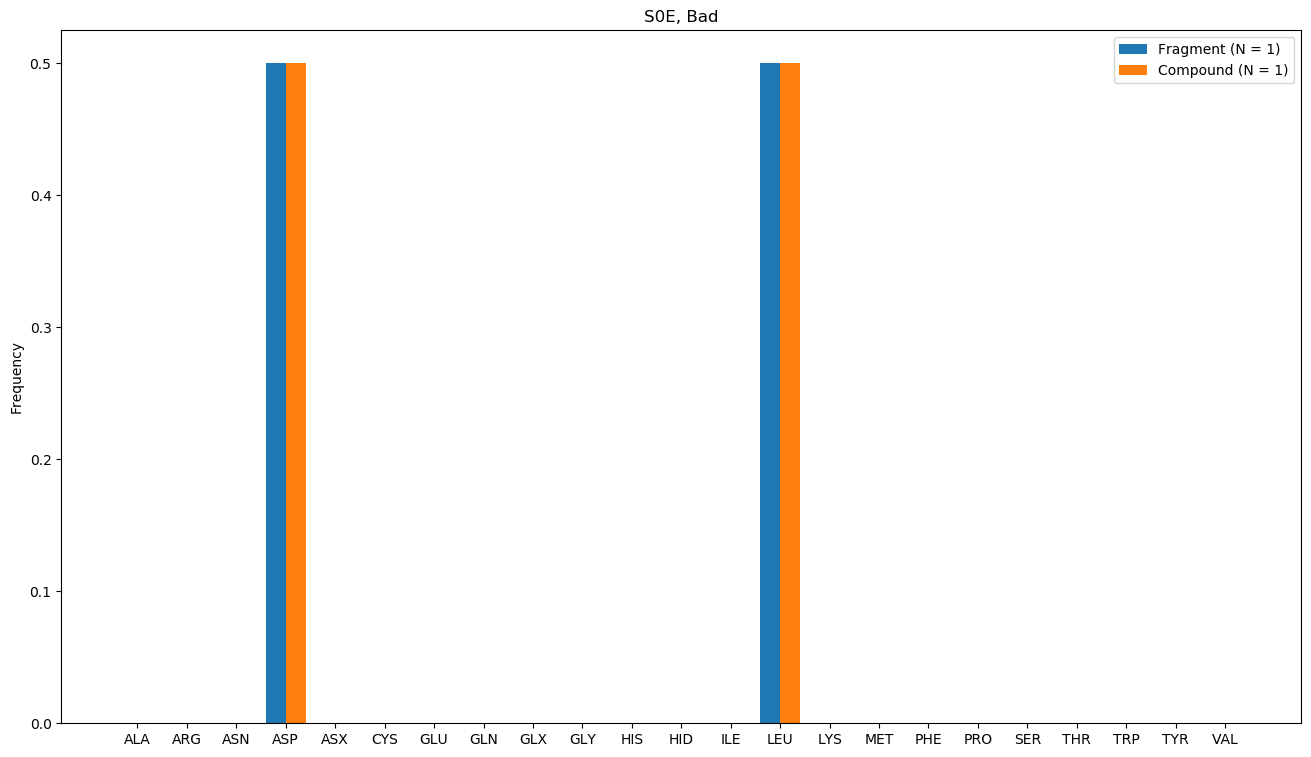 S0E, Bad
Fragment (N = 1)
Compound (N = 1)
Frequency
0.5
0.4
0.3
0.2
0.1
0.0
ALA ARG ASN ASP ASX CYS GLU GLN GLX GLY HIS HID ILE LEU LYS MET PHE PRO SER THR TRP TYR VAL